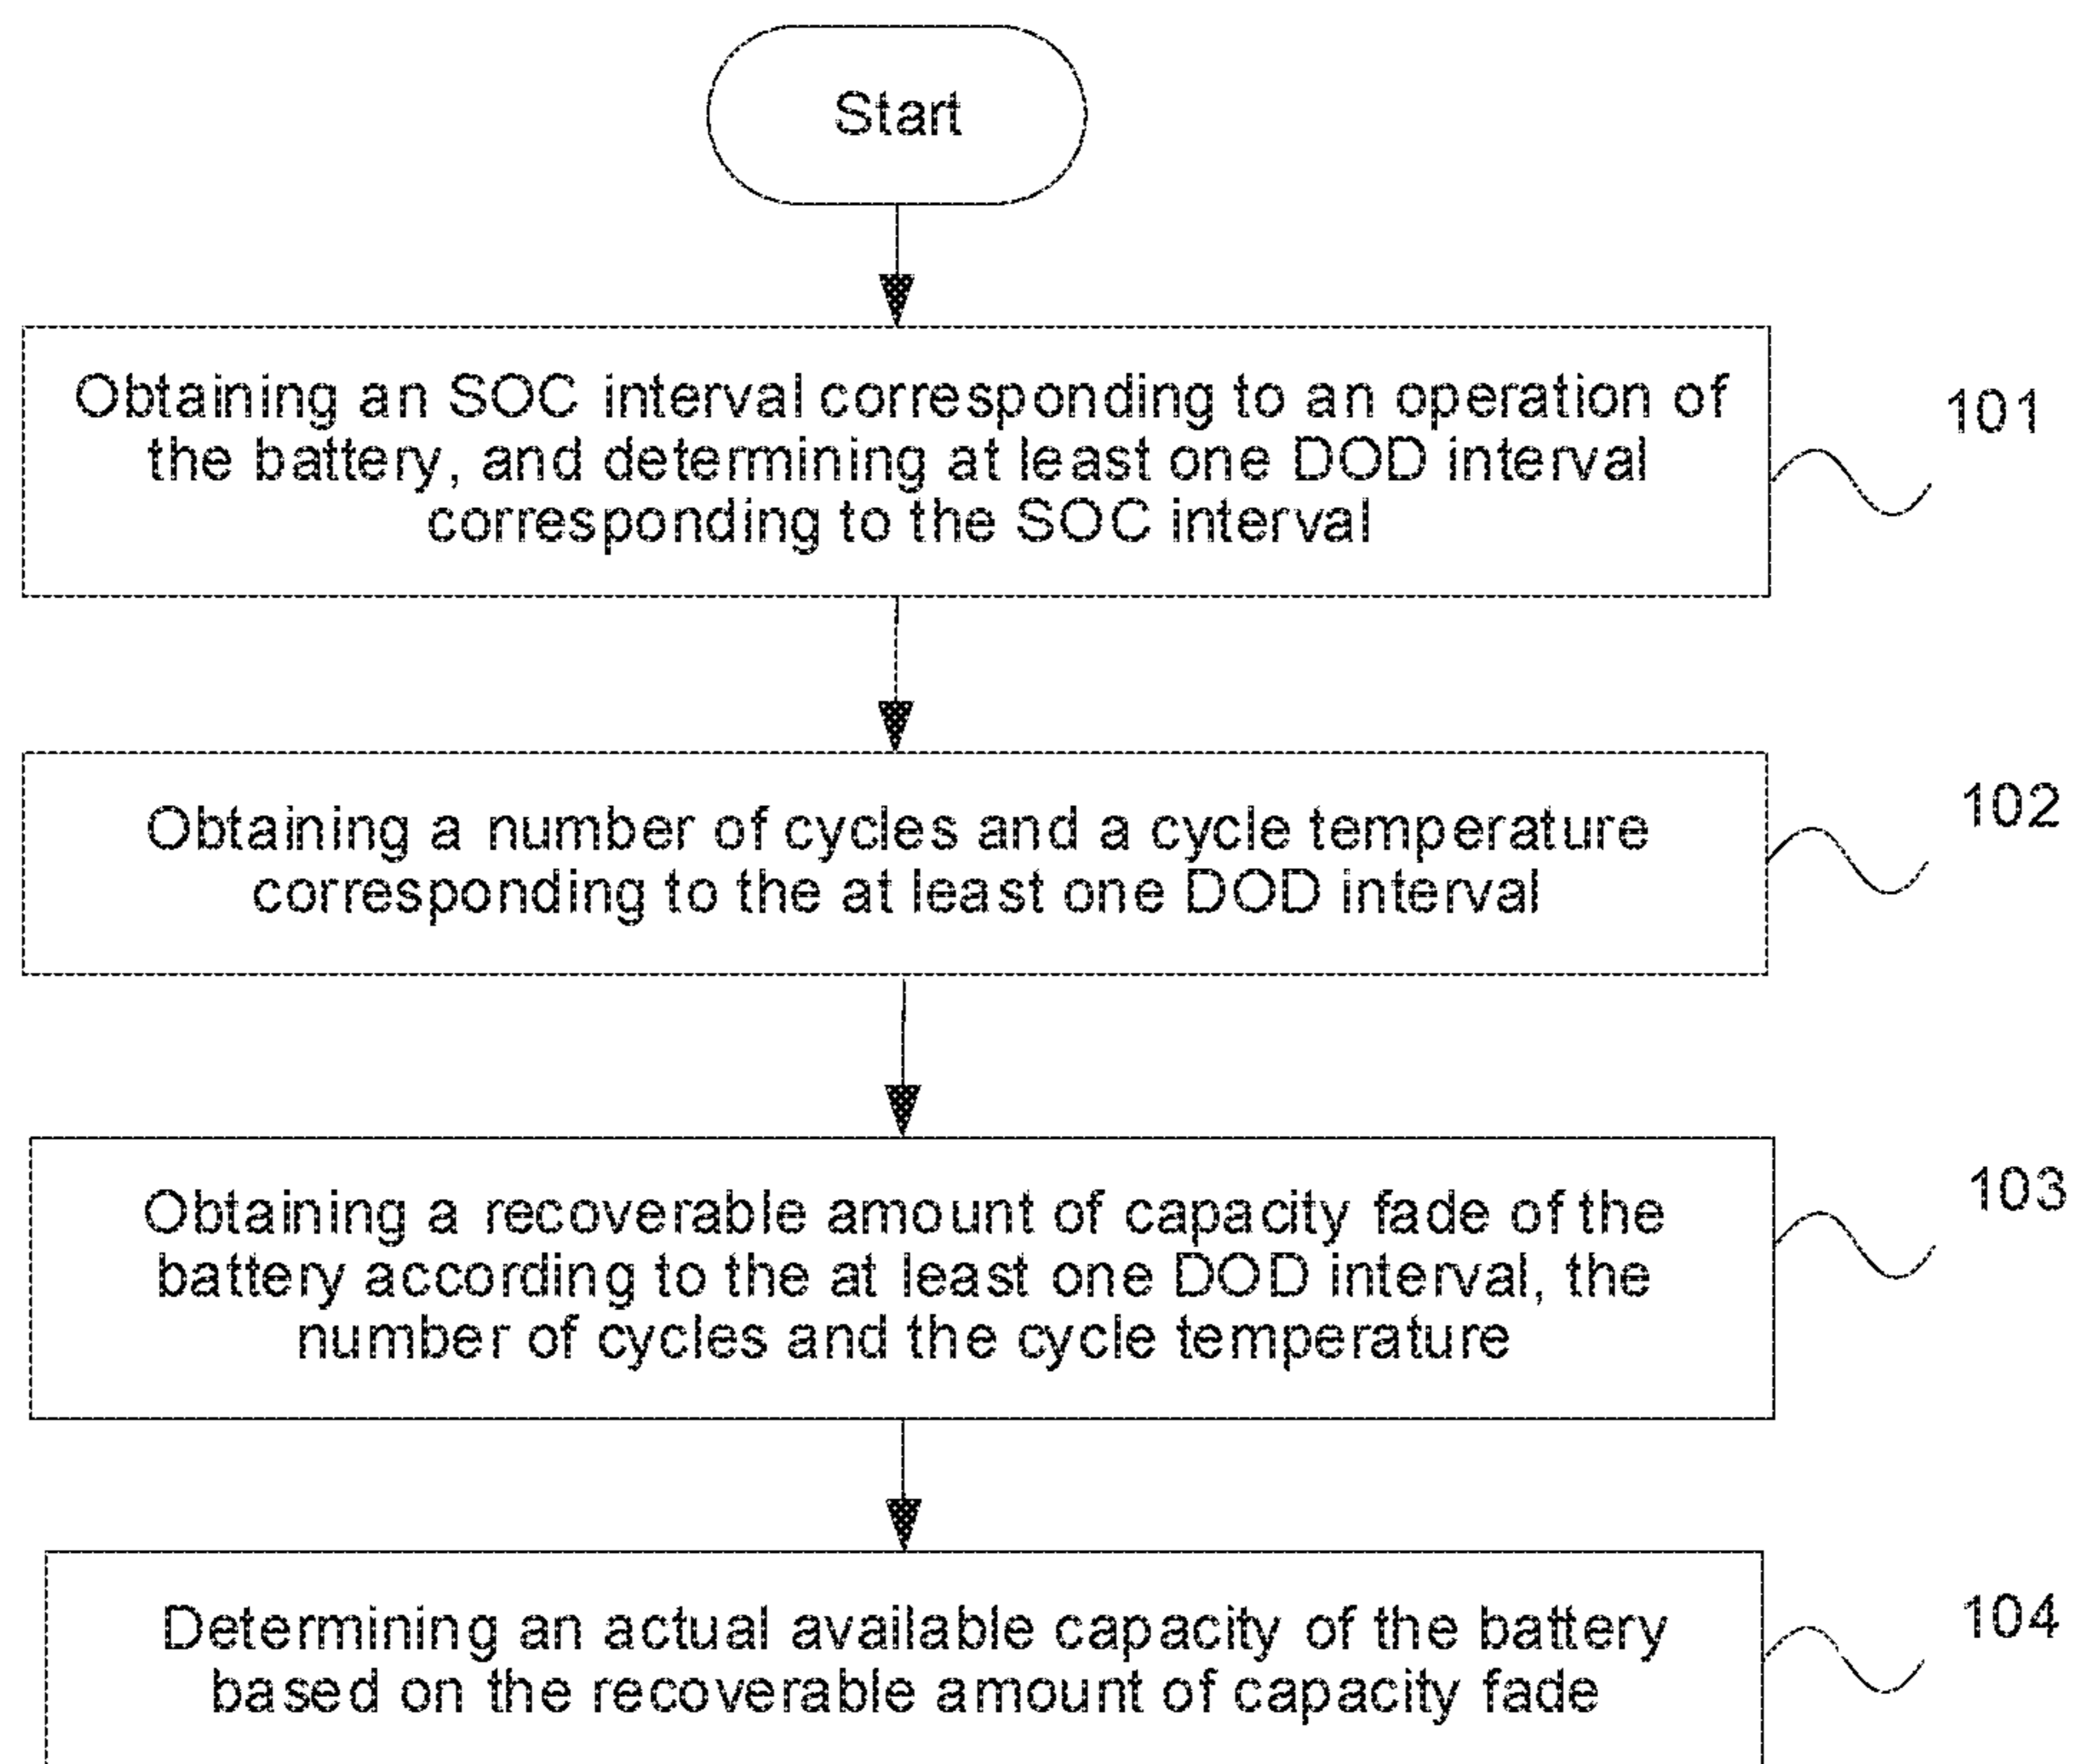 Start
Obtaining an SOC interval corresponding to an operation of
the battery, and determining at least one DOD interval
corresponding to the SOC interval
101
Obtaining a number of cycles and a cycle temperature
corresponding to the at least one DOD interval
102
Obtaining a recoverable amount of capacity fade of the
battery according to the at least one DOD interval, the
number of cycles and the cycle temperature
103
Determining an actual available capacity of the battery
based on the recoverable amount of capacity fade
104